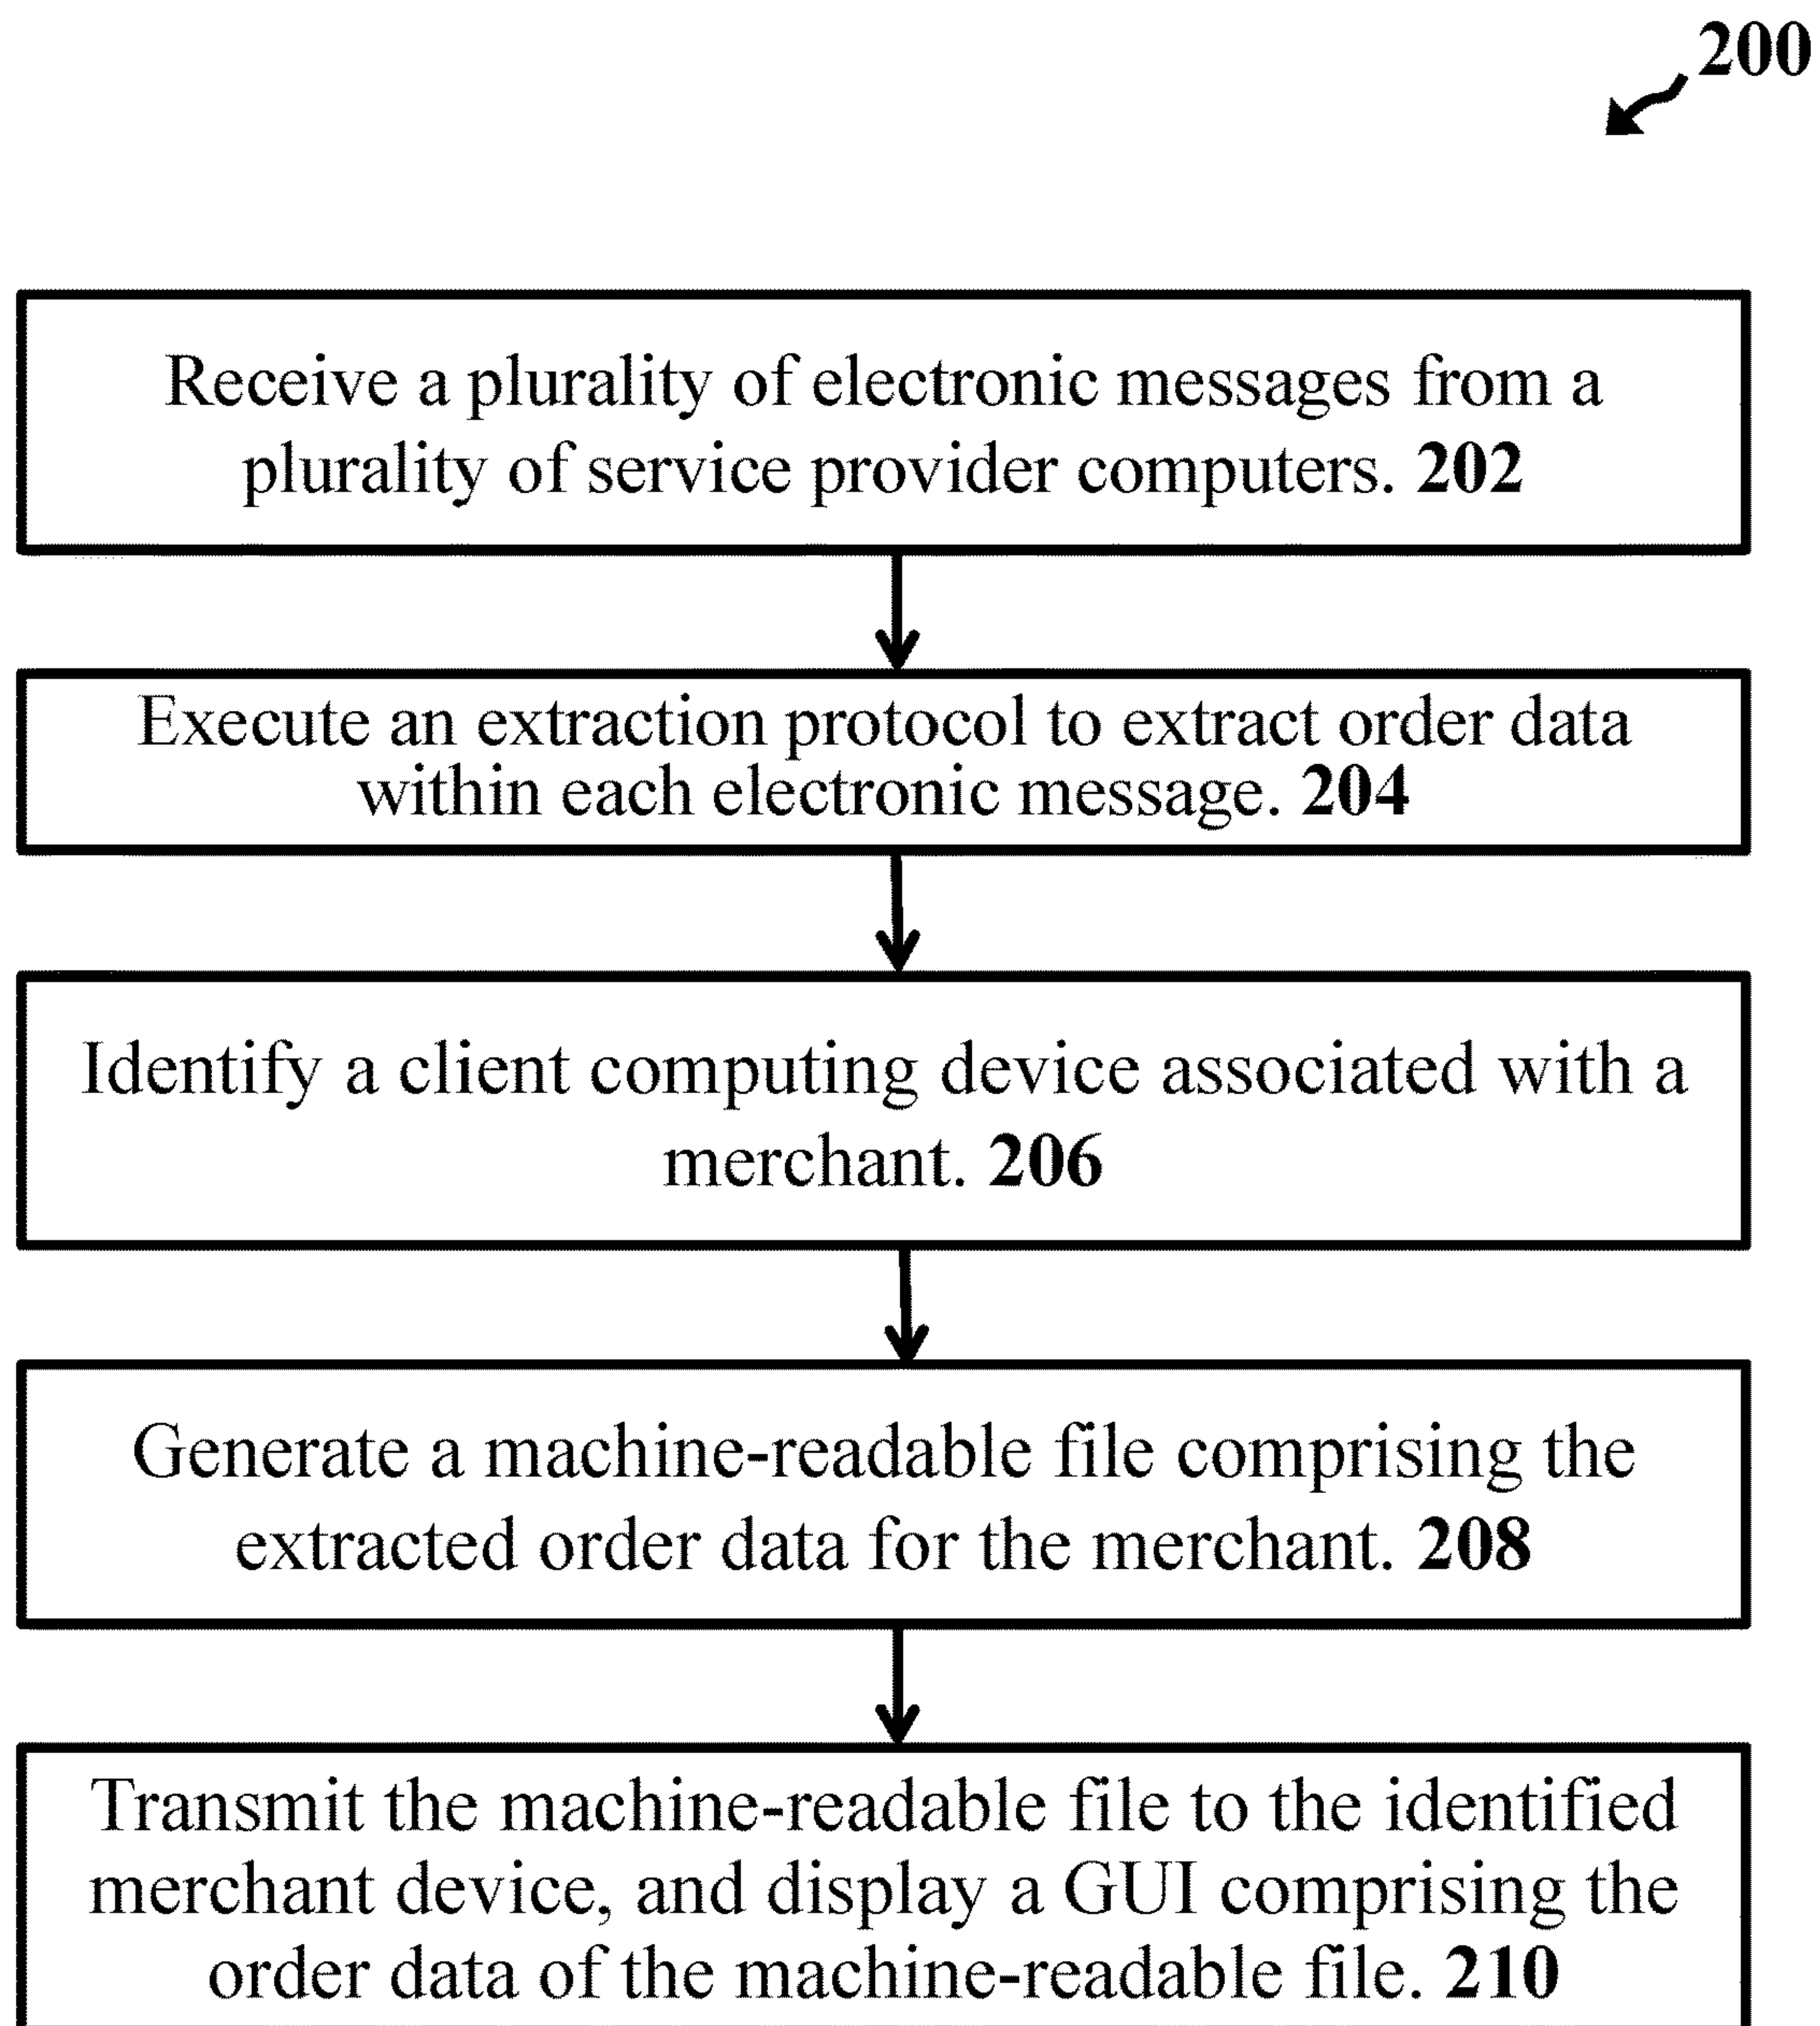 200
Receive a plurality of electronic messages from a
plurality of service provider computers. 202
Execute an extraction protocol to extract order data
within each electronic message. 204
Identify a client computing device associated with a
merchant. 206
Generate a machine-readable file comprising the
extracted order data for the merchant. 208
Transmit the machine-readable file to the identified
merchant device, and display a GUI comprising the
order data of the machine-readable file. 210